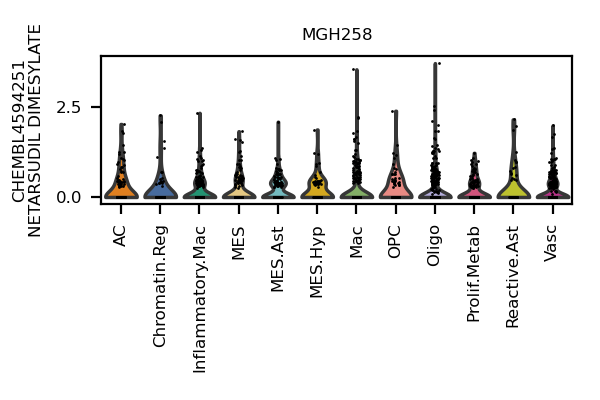 MGH258
CHEMBL4594251
NETARSUDIL DIMESYLATE
2.5
0.0
AC
Chromatin.Reg
Inflammatory.Mac
MES
MES.Ast
MES.Hyp
Mac
OPC
Oligo
Prolif.Metab
Reactive.Ast
Vasc